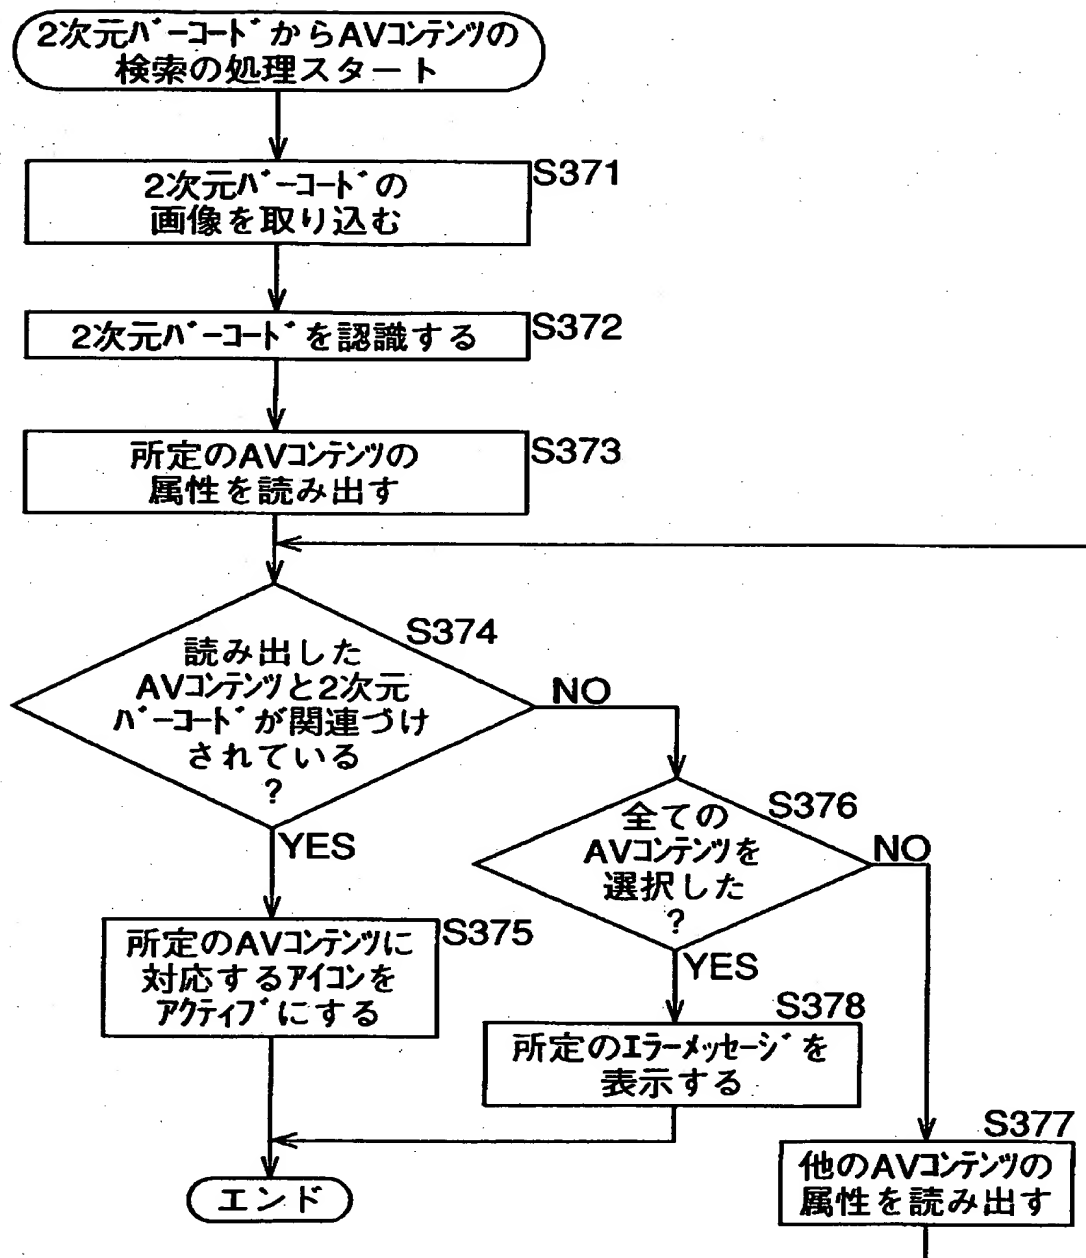 2次元ﾊﾞｰｺｰﾄﾞからAVｺﾝﾃﾝﾂの
検索の処理スタート
S371
2次元ﾊﾞｰｺｰﾄﾞの
画像を取り込む
S372
2次元ﾊﾞｰｺｰﾄﾞを認識する
S373
所定のAVｺﾝﾃﾝﾂの
属性を読み出す
S374
読み出した
AVｺﾝﾃﾝﾂと2次元
ﾊﾞｰｺｰﾄﾞが関連づけ
されている
?
NO
YES
S376
全ての
AVｺﾝﾃﾝﾂを
選択した
?
NO
YES
S375
所定のAVｺﾝﾃﾝﾂに
対応するｱｲｺﾝを
ｱｸﾃｨﾌﾞにする
S378
所定のｴﾗｰﾒｯｾｰｼﾞを
表示する
S377
他のAVｺﾝﾃﾝﾂの
属性を読み出す
エンド